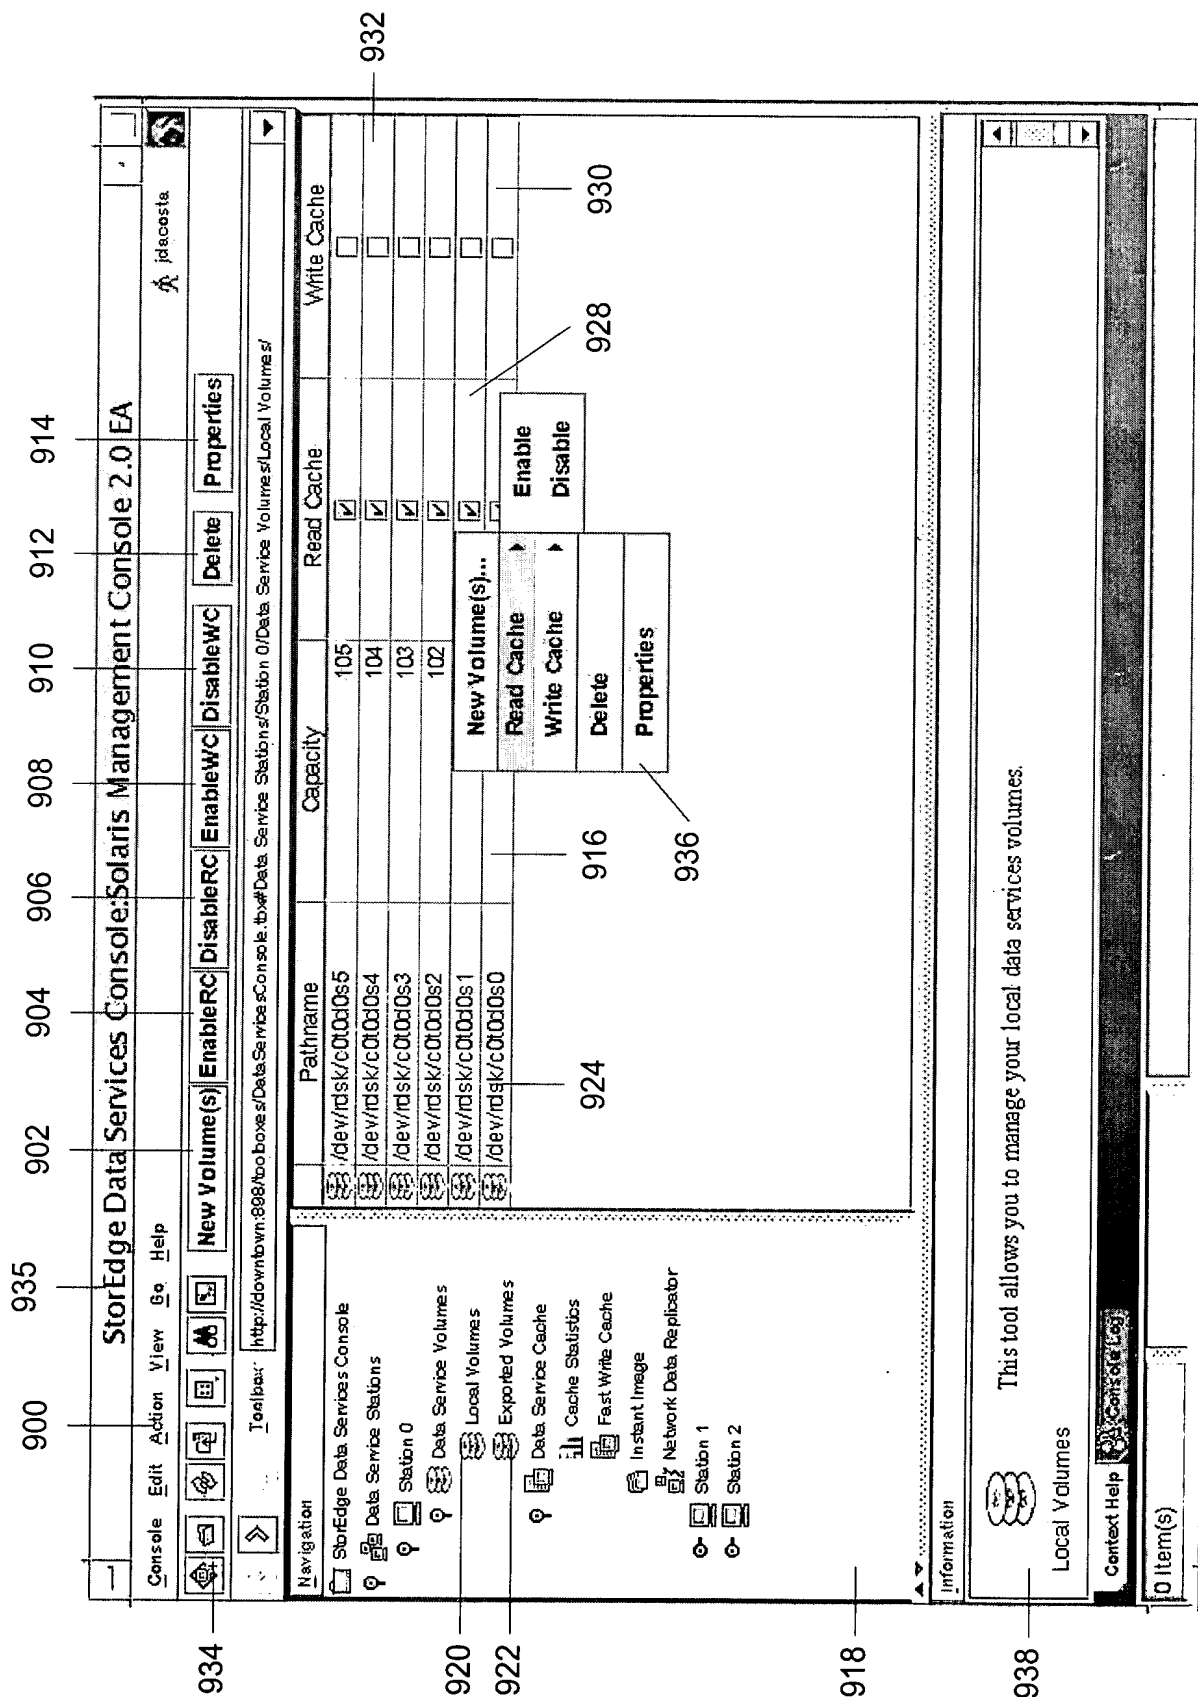 935
900 902 904 906 908 910 912 914
StorEdge Data Services Console:Solaris Management Console 2.0 EA
Console Edit Action View Go Help
jdacosta
934
New Volume(s) EnableRC DisableRC EnableWC DisableWC Delete Properties
Toolbox: http://downtown:898/toolboxes/DataServicesConsole.tbx#Data Service Stations/Station 0/Data Service Volumes/Local Volumes/
Navigation
StorEdge Data Services Console
Data Service Stations
Station 0
Data Service Volumes
Local Volumes
Exported Volumes
Data Service Cache
Cache Statistics
Fast Write Cache
Instant Image
Network Data Replicator
Station 1
Station 2
920
922
918
Pathname Capacity Read Cache Write Cache
/dev/rdsk/c0t0d0s5 105
/dev/rdsk/c0t0d0s4 104
932
/dev/rdsk/c0t0d0s3 103
/dev/rdsk/c0t0d0s2 102
/dev/rdsk/c0t0d0s1
/dev/rdsk/c0t0d0s0
New Volume(s)...
Read Cache
Write Cache
Delete
Properties
Enable
Disable
924
916
928
930
936
Information
Local Volumes
This tool allows you to manage your local data services volumes.
938
Context Help Console Log
0 Item(s)